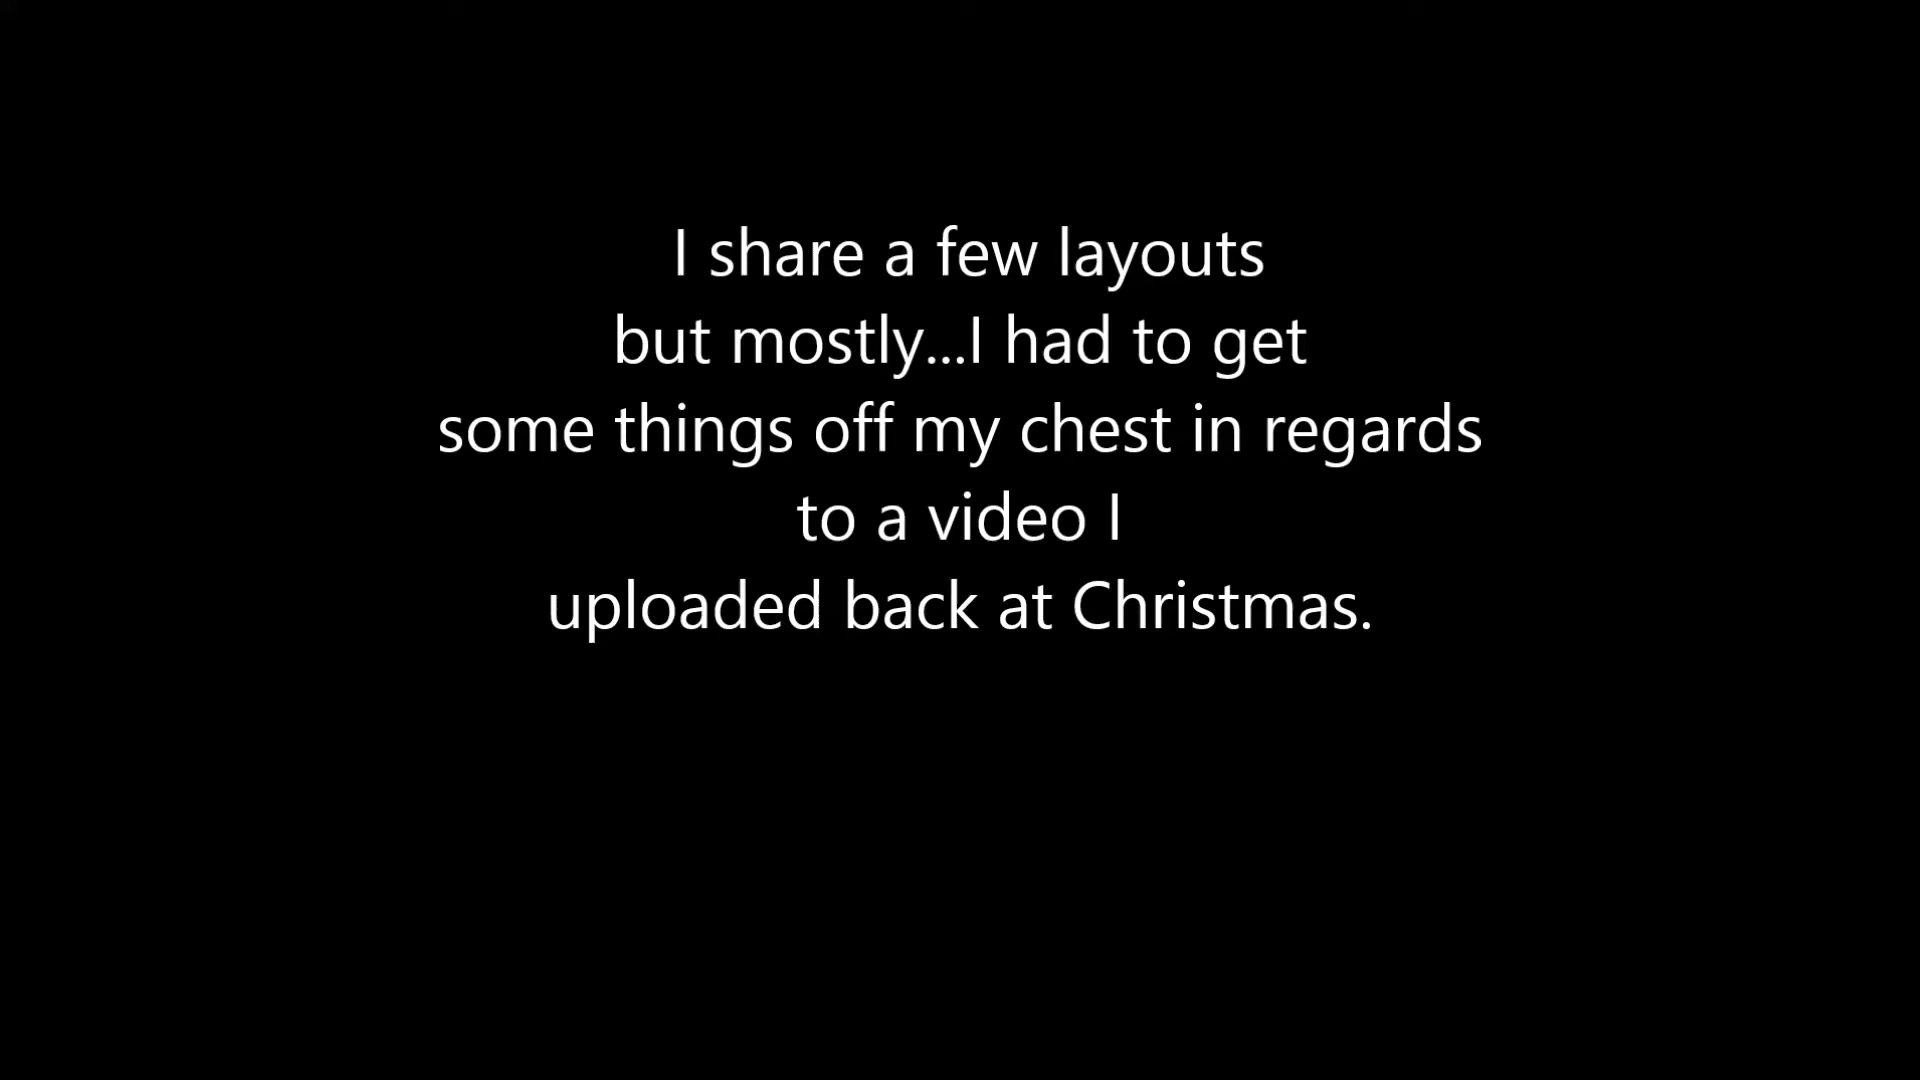 I share a few layouts
but mostly...I had to get
some things off my chest in regards
to a video I
uploaded back at Christmas.